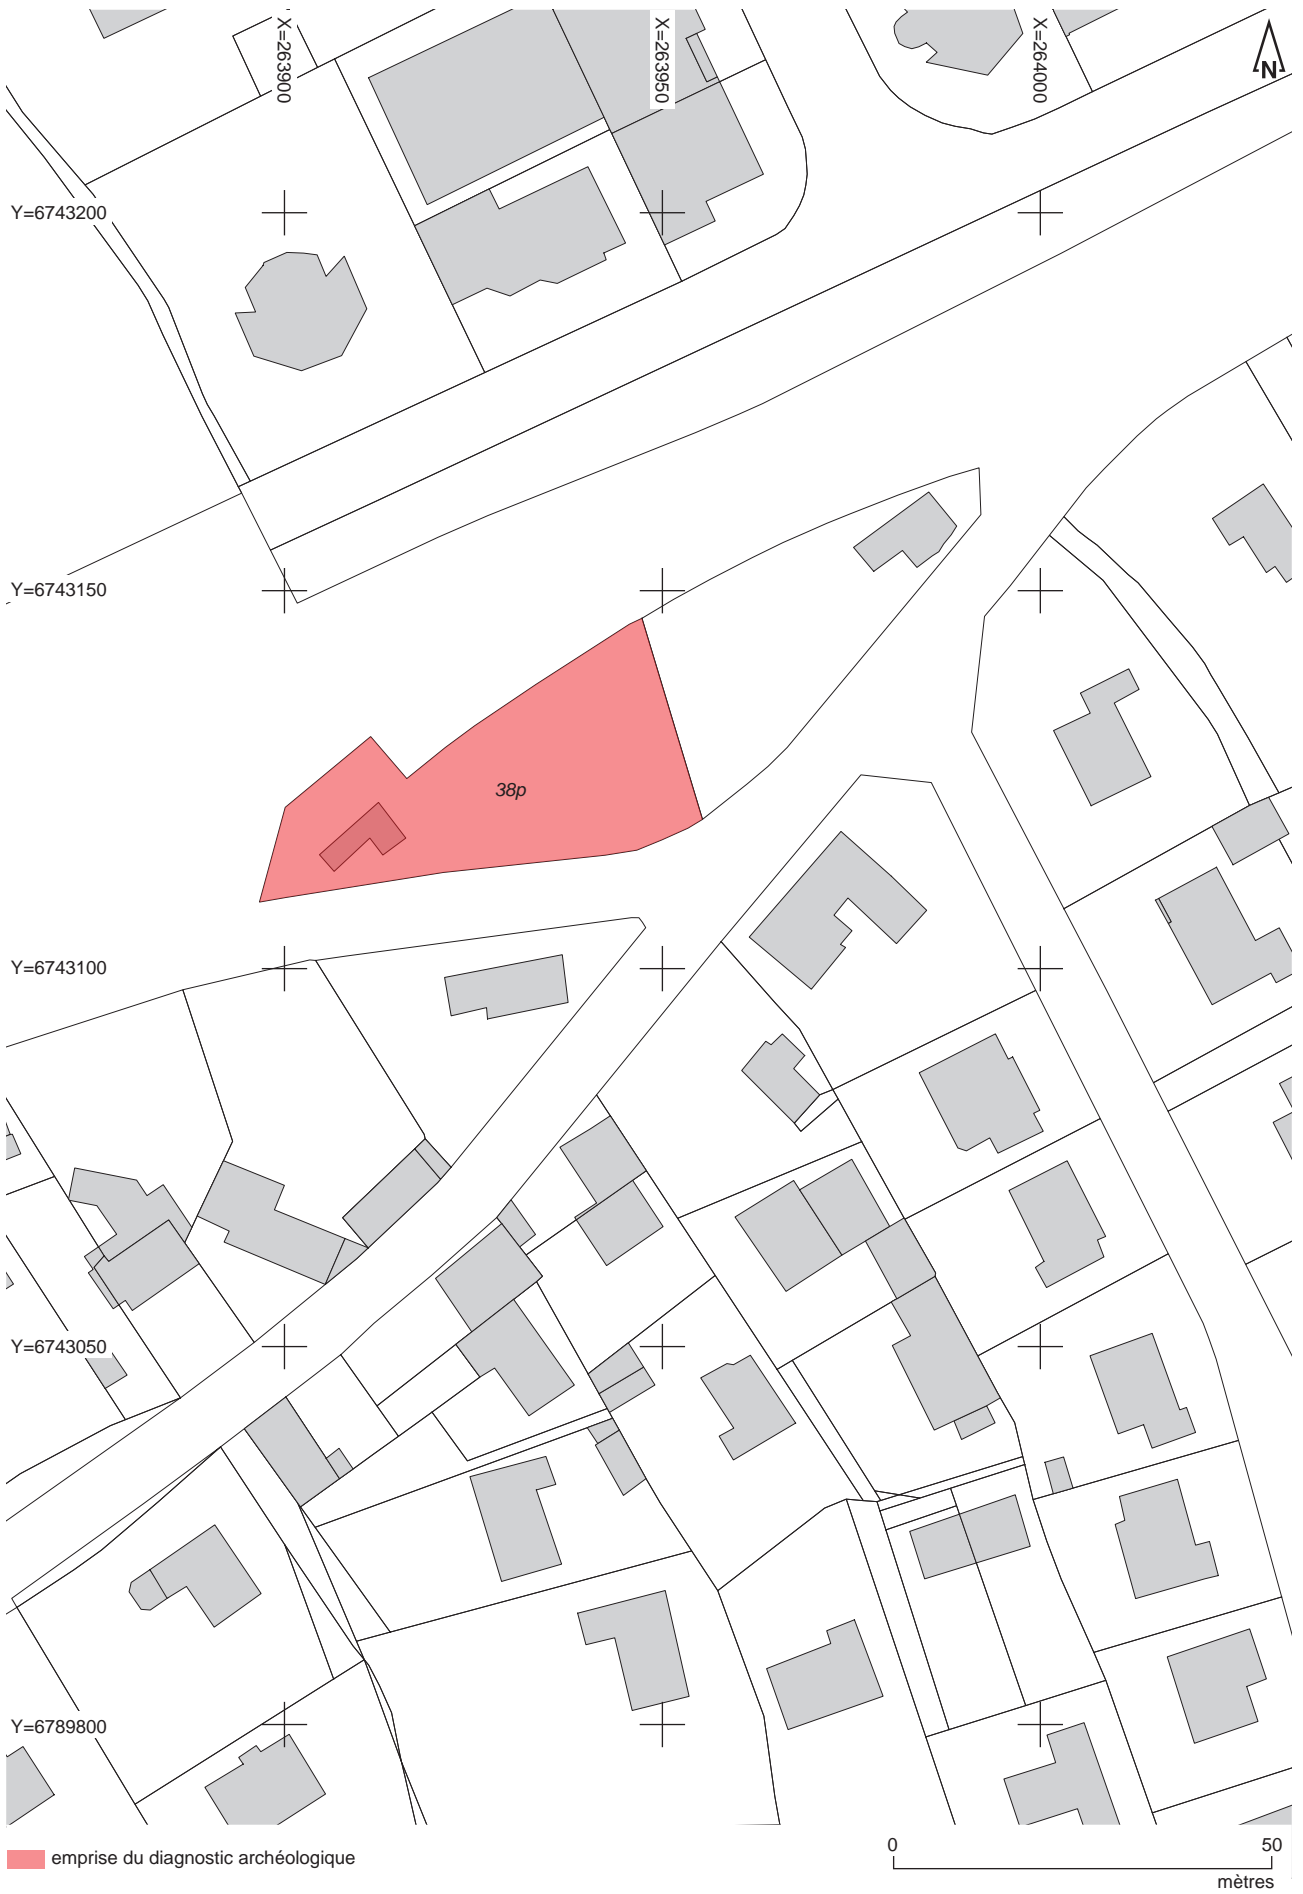 X=263900
X=263950
X=264000
N
Y=6743200
Y=6743150
38p
Y=6743100
Y=6743050
Y=6789800
emprise du diagnostic archéologique
0 50
mètres